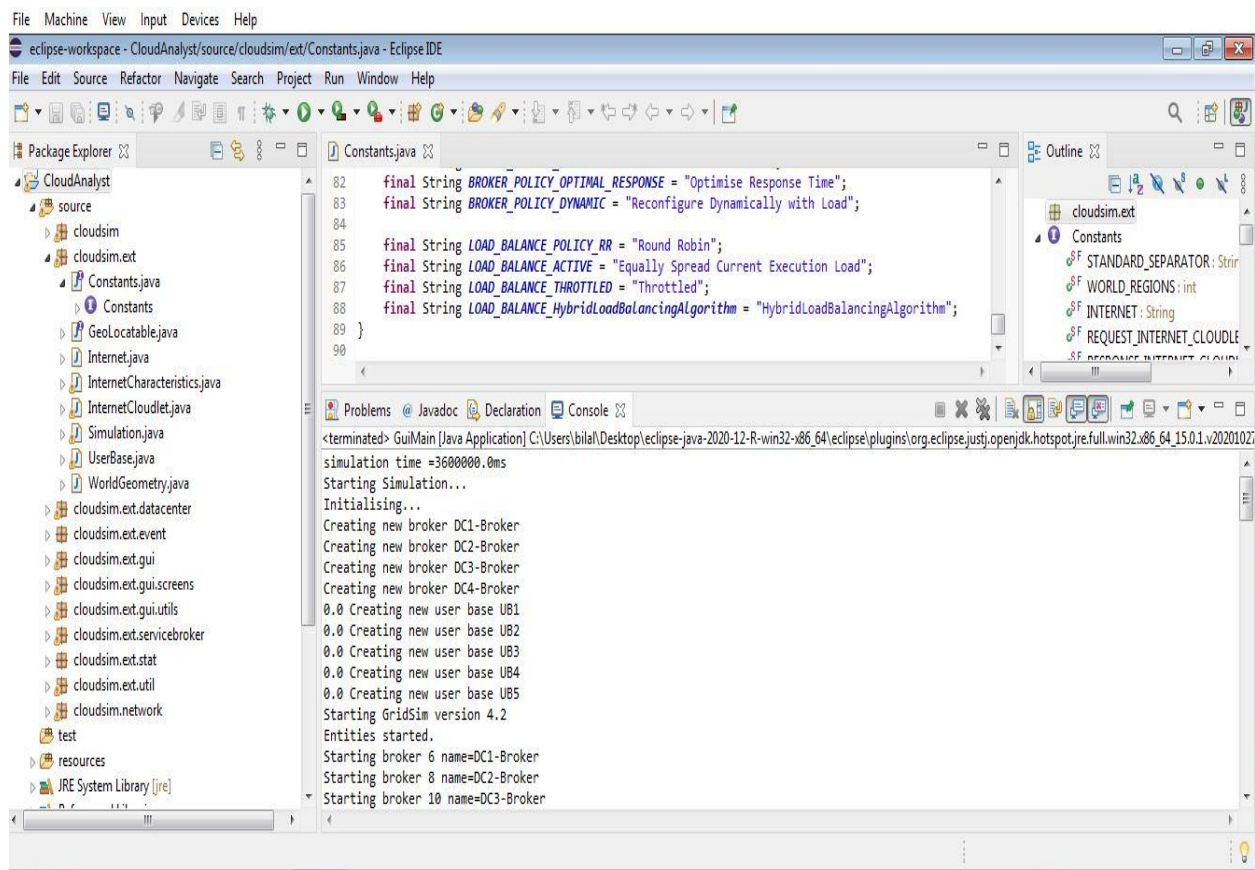 File Machine View Input Devices Help
eclipse-workspace - CloudAnalyst/source/cloudsim/ext/Constants.java - Eclipse IDE
File Edit Source Refactor Navigate Search Project Run Window Help
Package Explorer
CloudAnalyst
source
cloudsim
cloudsim.ext
Constants.java
Constants
GeoLocatable.java
Internet.java
InternetCharacteristics.java
InternetCloudlet.java
Simulation.java
UserBase.java
WorldGeometry.java
cloudsim.ext.datacenter
cloudsim.ext.event
cloudsim.ext.gui
cloudsim.ext.gui.screens
cloudsim.ext.gui.utils
cloudsim.ext.servicebroker
cloudsim.ext.stat
cloudsim.ext.util
cloudsim.network
test
resources
JRE System Library [jre]
Constants.java
82 final String BROKER_POLICY_OPTIMAL_RESPONSE = "Optimise Response Time";
83 final String BROKER_POLICY_DYNAMIC = "Reconfigure Dynamically with Load";
84
85 final String LOAD_BALANCE_POLICY_RR = "Round Robin";
86 final String LOAD_BALANCE_ACTIVE = "Equally Spread Current Execution Load";
87 final String LOAD_BALANCE_THROTTLED = "Throttled";
88 final String LOAD_BALANCE_HybridLoadBalancingAlgorithm = "HybridLoadBalancingAlgorithm";
89 }
90
Outline
cloudsim.ext
Constants
STANDARD_SEPARATOR : Strin
WORLD_REGIONS : int
INTERNET : String
REQUEST_INTERNET_CLOUDLE
Problems @ Javadoc Declaration Console
<terminated> GuiMain [Java Application] C:\Users\bilal\Desktop\eclipse-java-2020-12-R-win32-x86_64\eclipse\plugins\org.eclipse.justj.openjdk.hotspot.jre.full.win32.x86_64_15.0.1.v20201027
simulation time =3600000.0ms
Starting Simulation...
Initialising...
Creating new broker DC1-Broker
Creating new broker DC2-Broker
Creating new broker DC3-Broker
Creating new broker DC4-Broker
0.0 Creating new user base UB1
0.0 Creating new user base UB2
0.0 Creating new user base UB3
0.0 Creating new user base UB4
0.0 Creating new user base UB5
Starting GridSim version 4.2
Entities started.
Starting broker 6 name=DC1-Broker
Starting broker 8 name=DC2-Broker
Starting broker 10 name=DC3-Broker